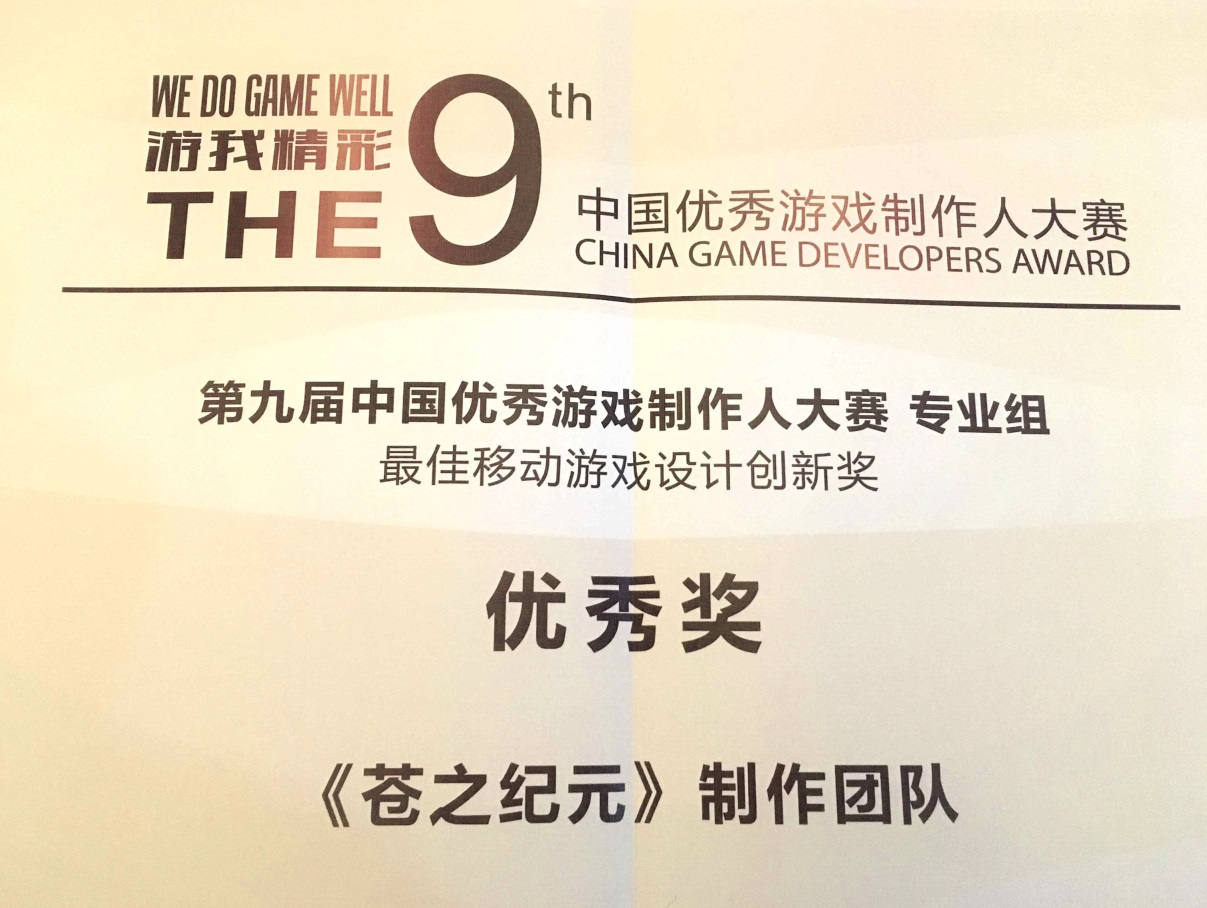 WE DO GAME WELL
游我精彩
THE 9th
中国优秀游戏制作人大赛
CHINA GAME DEVELOPERS AWARD
第九届中国优秀游戏制作人大赛 专业组
最佳移动游戏设计创新奖
优秀奖
《苍之纪元》制作团队